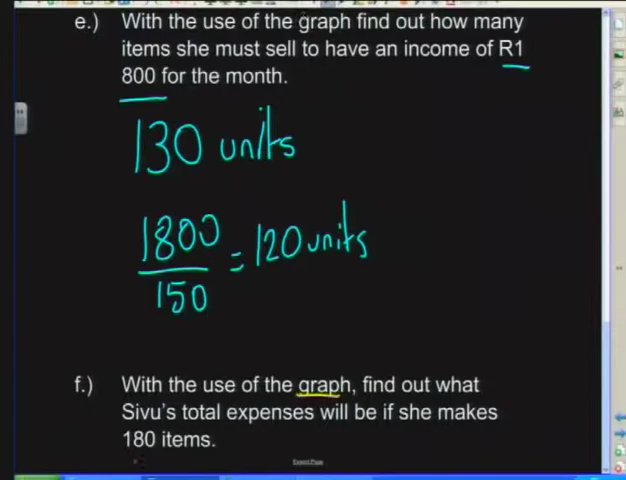 e.) With the use of the graph find out how many
items she must sell to have an income of R1
800 for the month.
130 units
1800
150
= 120 units
f.) With the use of the graph, find out what
Sivu's total expenses will be if she makes
180 items.
Extend Page